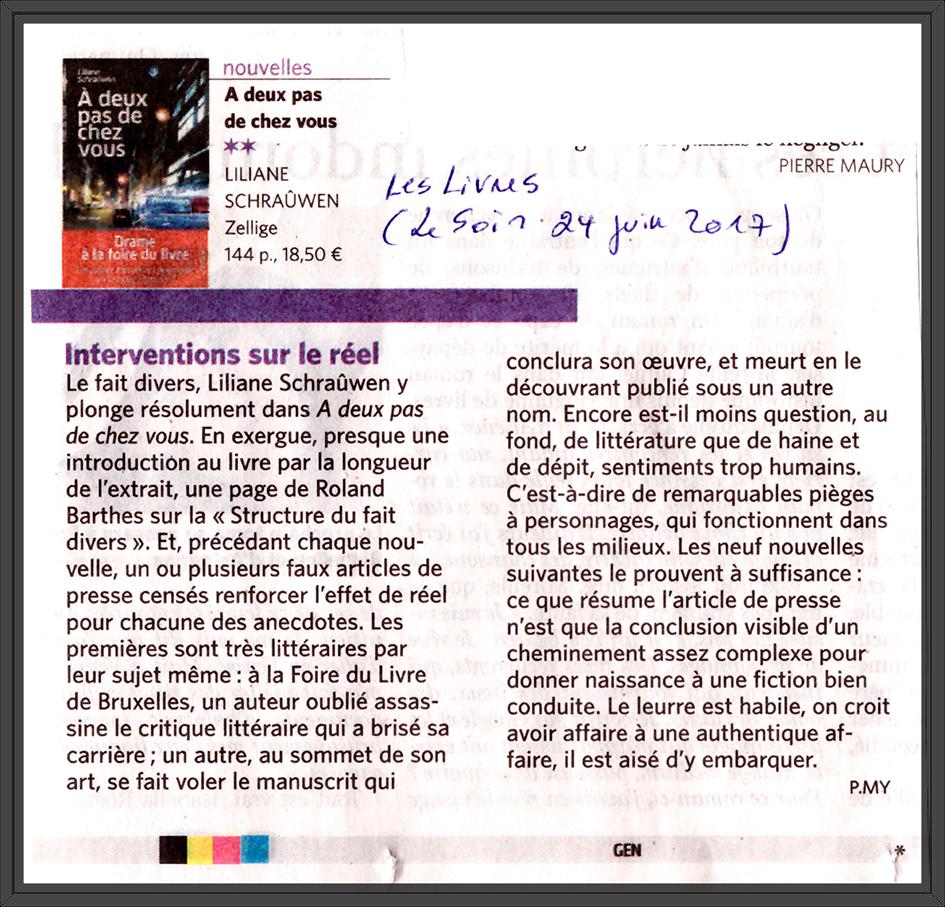 Liliane
Schraûwen
À deux
pas de
chez
vous
Drame
à la foire du livre
nouvelles
A deux pas
de chez vous
★★
LILIANE
SCHRAÛWEN
Zellige
144 p., 18,50 €
Les Livres
(Le Soir 24 juin 2017)
PIERRE MAURY
Interventions sur le réel
Le fait divers, Liliane Schraûwen y
plonge résolument dans A deux pas
de chez vous. En exergue, presque une
introduction au livre par la longueur
de l’extrait, une page de Roland
Barthes sur la « Structure du fait
divers ». Et, précédant chaque nou-
velle, un ou plusieurs faux articles de
presse censés renforcer l’effet de réel
pour chacune des anecdotes. Les
premières sont très littéraires par
leur sujet même : à la Foire du Livre
de Bruxelles, un auteur oublié assas-
sine le critique littéraire qui a brisé sa
carrière ; un autre, au sommet de son
art, se fait voler le manuscrit qui
conclurait son œuvre, et meurt en le
découvrant publié sous un autre
nom. Encore est-il moins question, au
fond, de littérature que de haine et
de dépit, sentiments trop humains.
C’est-à-dire de remarquables pièges
à personnages, qui fonctionnent dans
tous les milieux. Les neuf nouvelles
suivantes le prouvent à suffisance :
ce que résume l’article de presse
n’est que la conclusion visible d’un
cheminement assez complexe pour
donner naissance à une fiction bien
conduite. Le leurre est habile, on croit
avoir affaire à une authentique af-
faire, il est aisé d’y embarquer.
P.MY
GEN
*